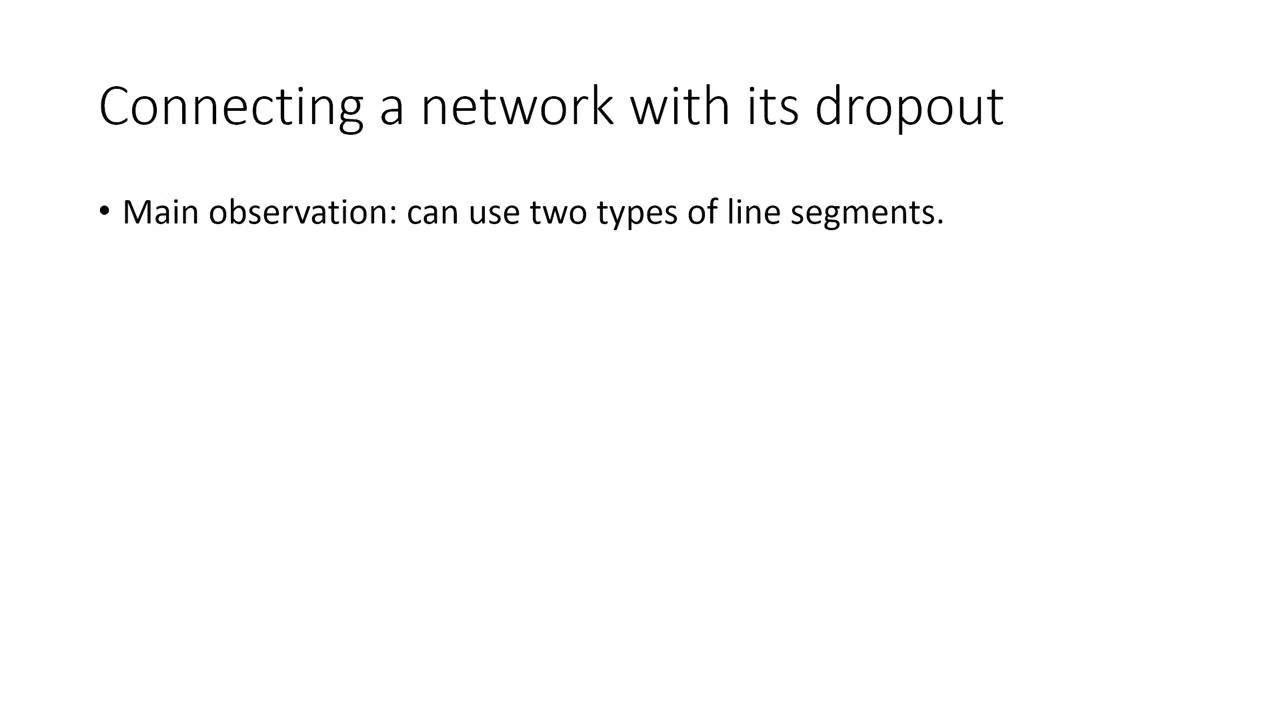 Connecting a network with its dropout
• Main observation: can use two types of line segments.